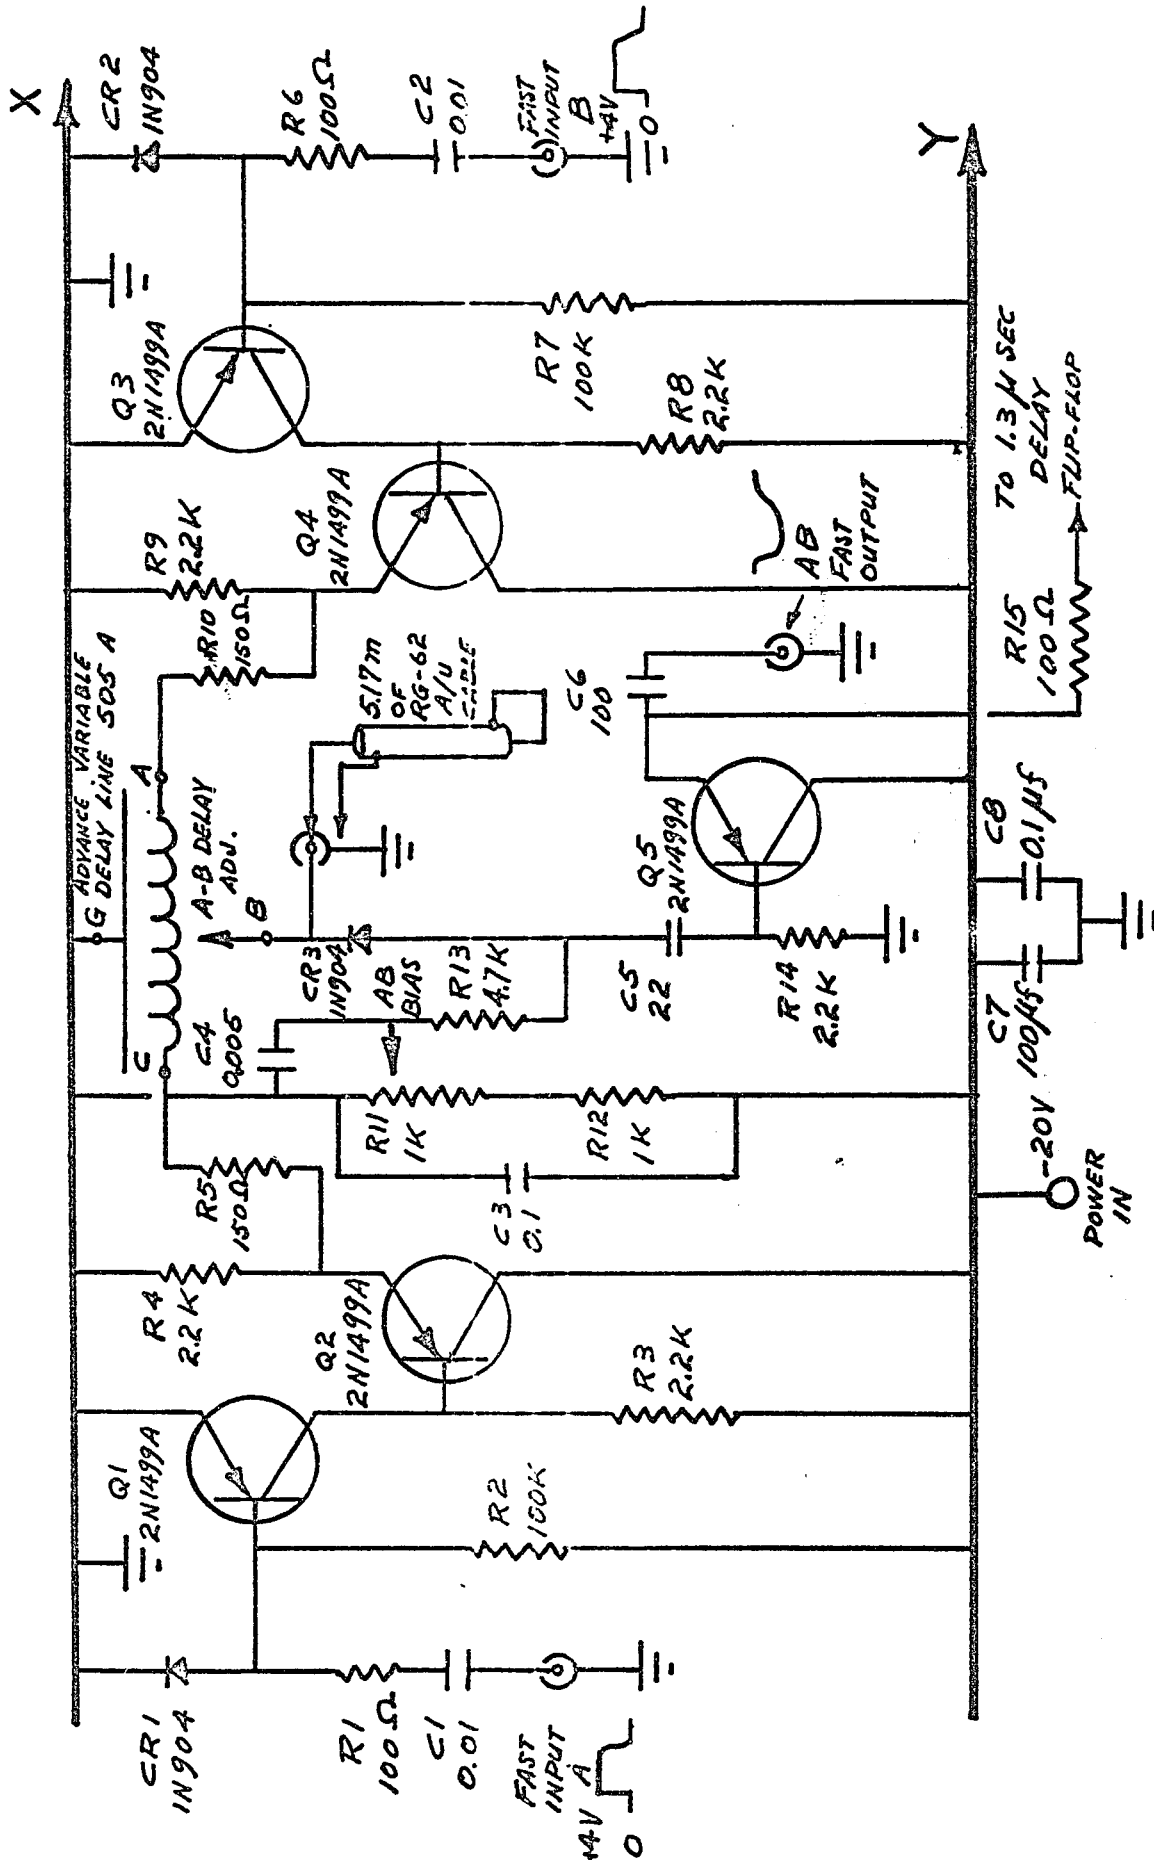 CR1
1N904
R1
100Ω
C1
0.01
FAST
INPUT
A
+4V
0
Q1
2N1499A
R2
100K
R4
2.2K
Q2
2N1499A
R3
2.2K
R5
150Ω
C3
0.1
POWER
IN
-20V
C
C4
0.005
R11
1K
R12
1K
AB
BIAS
R13
4.7K
CR3
1N904
C5
22
R14
2.2K
C7
100μf
C8
0.1μf
G
ADVANCE VARIABLE
DELAY LINE 505A
A-B DELAY
ADJ.
B
A
Q5
2N1499A
5.17m
OF
RG-62
A/U
CABLE
C6
100
AB
FAST
OUTPUT
R15
100Ω
TO 1.3 μ SEC
DELAY
FLIP-FLOP
R10
150Ω
R9
2.2K
Q4
2N1499A
Q3
2N1499A
R8
2.2K
R7
100K
CR2
1N904
R6
100Ω
C2
0.01
FAST
INPUT
B
+4V
0
X
Y